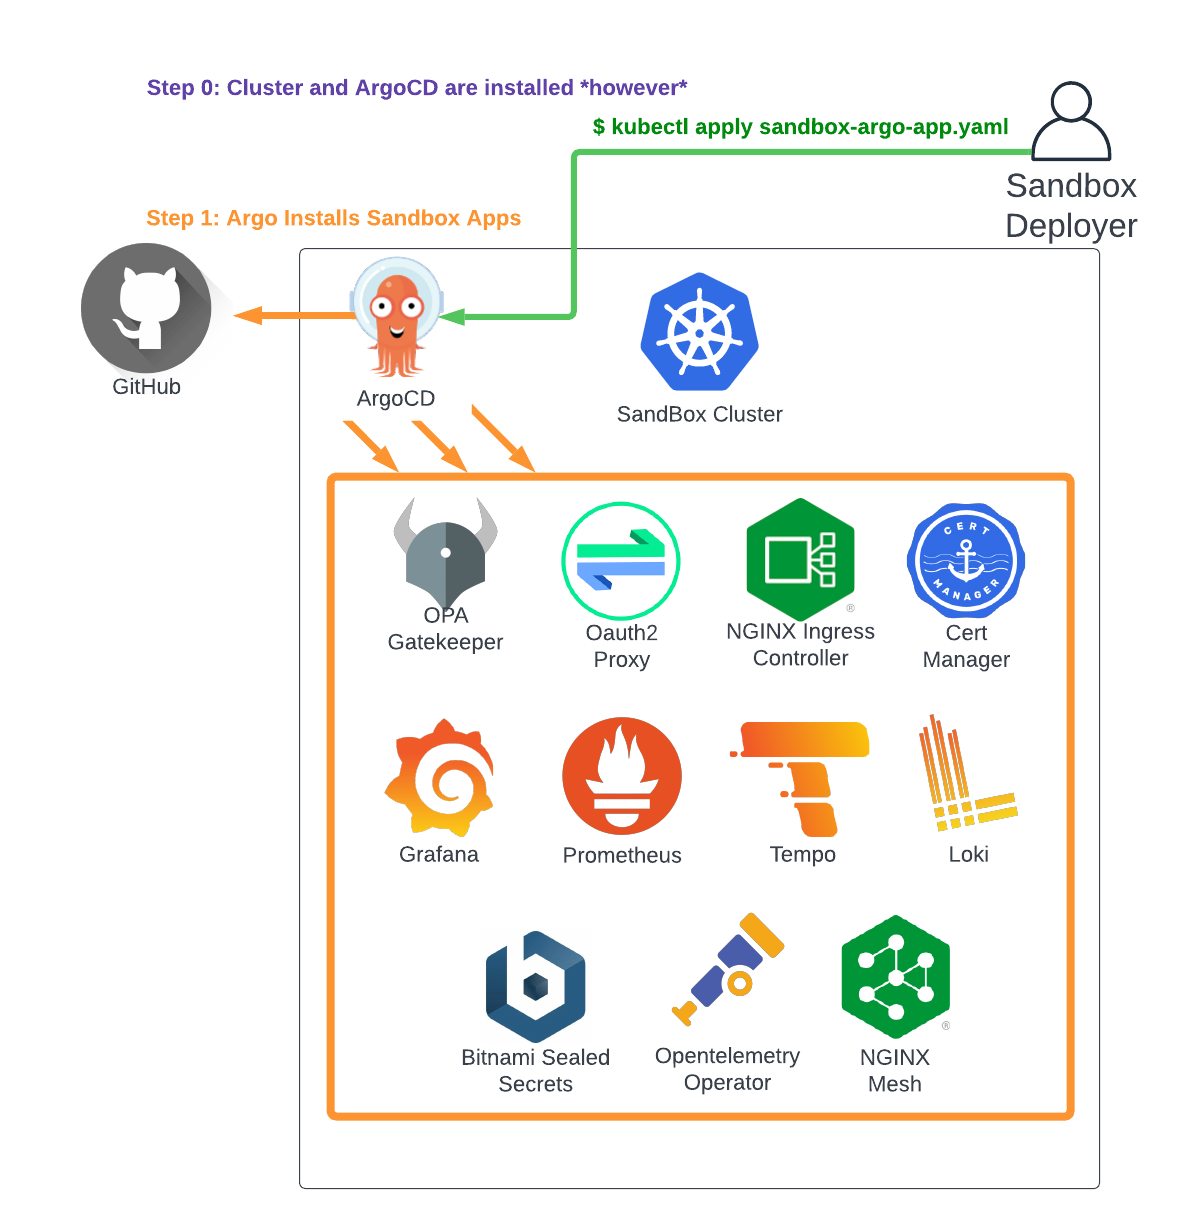 Step 0: Cluster and ArgoCD are installed *however*
$ kubectl apply sandbox-argo-app.yaml
Sandbox
Deployer
Step 1: Argo Installs Sandbox Apps
GitHub
ArgoCD
SandBox Cluster
OPA
Gatekeeper
Oauth2
Proxy
®
NGINX Ingress
Controller
CERT
MANAGER
Cert
Manager
Grafana
Prometheus
Tempo
Loki
Bitnami Sealed
Secrets
Opentelemetry
Operator
®
NGINX
Mesh